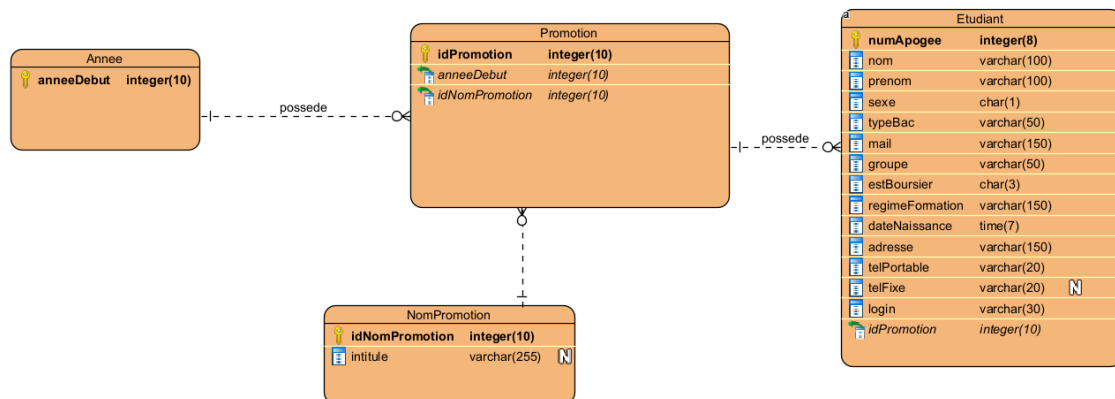 Annee
anneeDebut integer(10)
possede
Promotion
idPromotion integer(10)
anneeDebut integer(10)
idNomPromotion integer(10)
possede
NomPromotion
idNomPromotion integer(10)
intitule varchar(255) N
a
Etudiant
numApogee integer(8)
nom varchar(100)
prenom varchar(100)
sexe char(1)
typeBac varchar(50)
mail varchar(150)
groupe varchar(50)
estBoursier char(3)
regimeFormation varchar(150)
dateNaissance time(7)
adresse varchar(150)
telPortable varchar(20)
telFixe varchar(20) N
login varchar(30)
idPromotion integer(10)